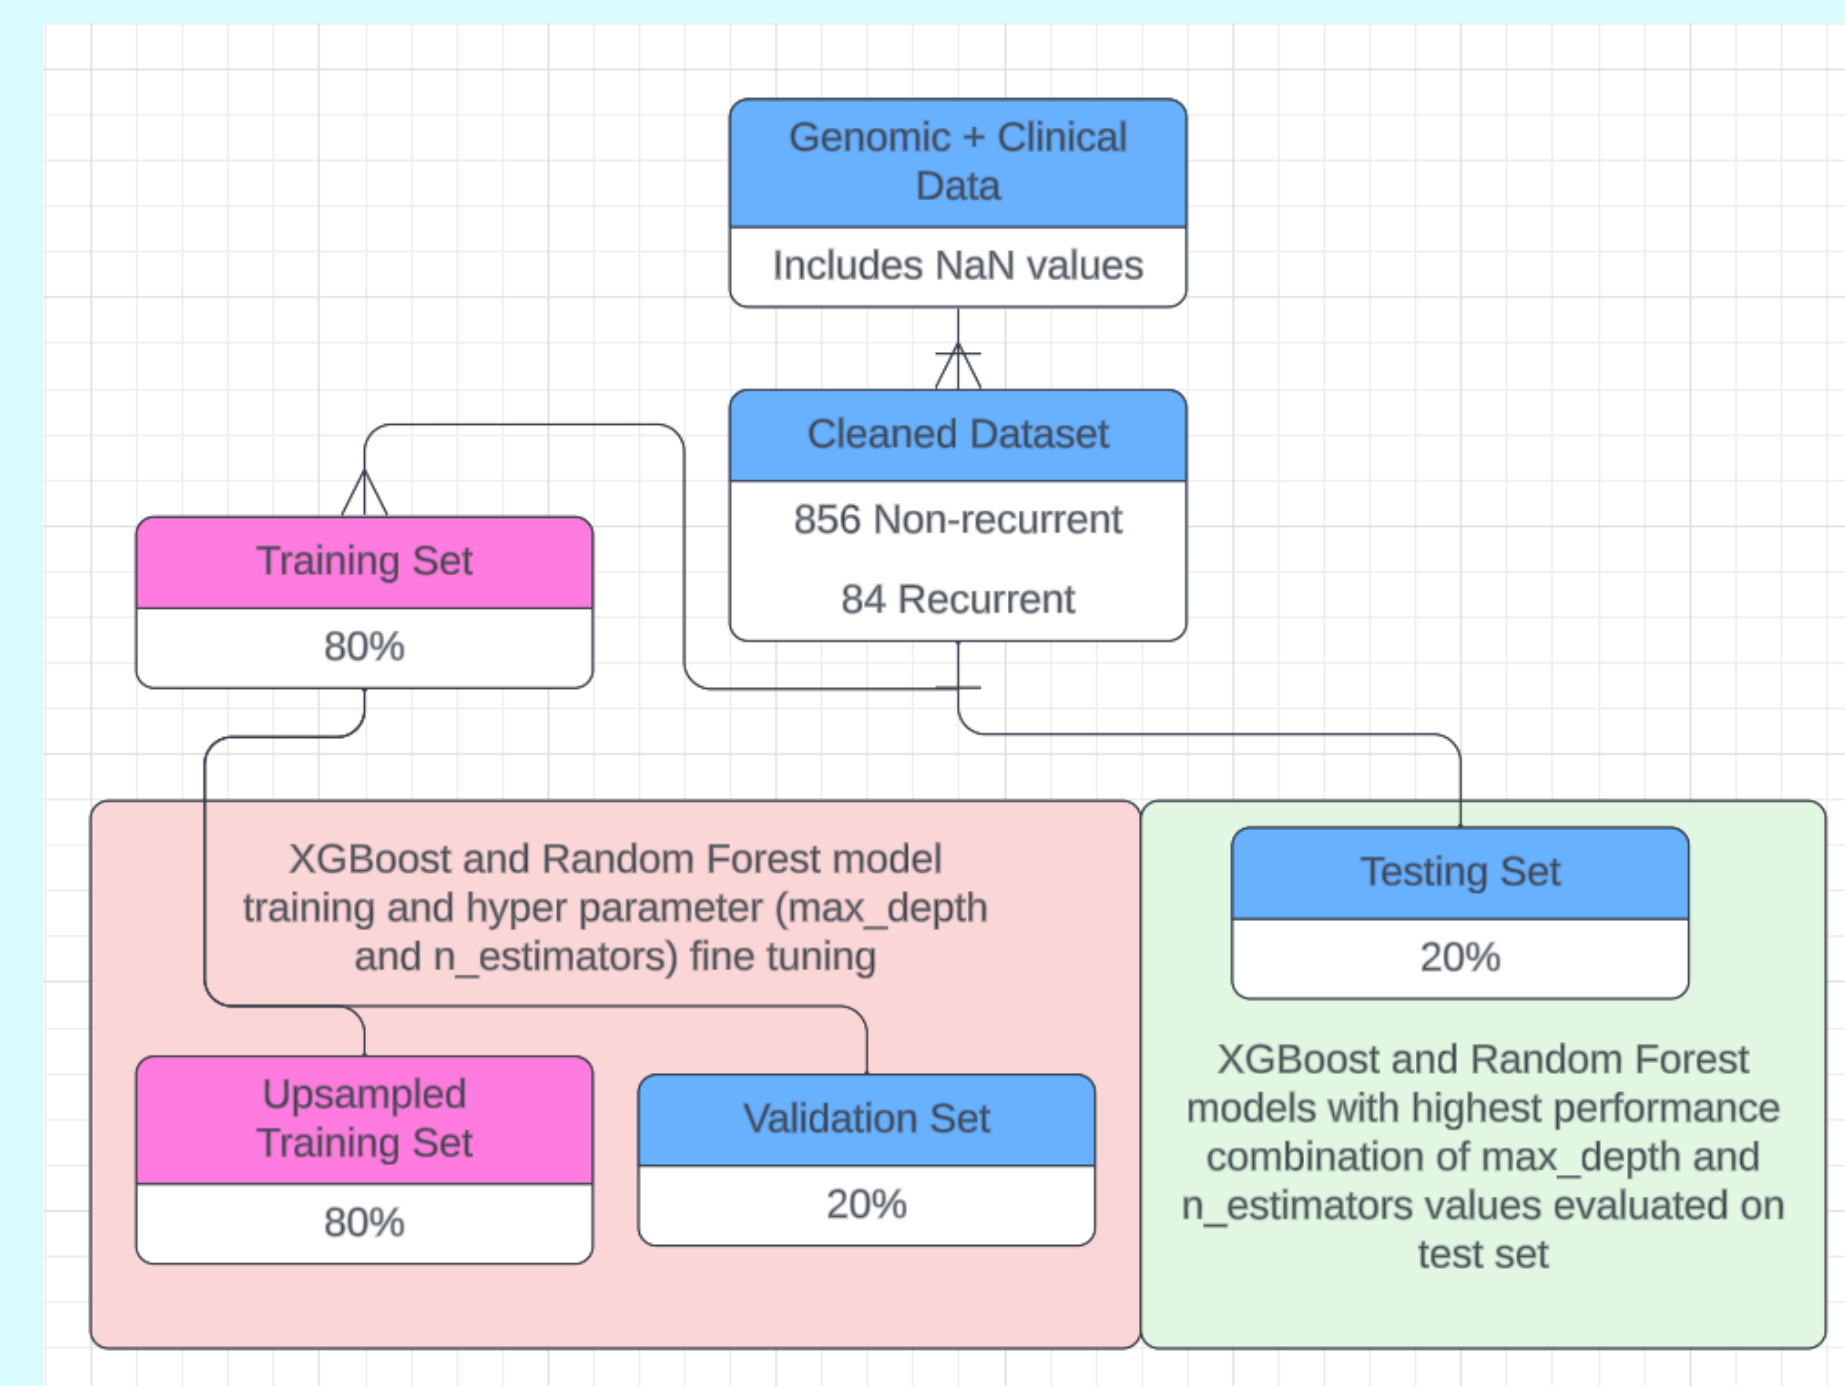 Genomic + Clinical
Data
Includes NaN values
Cleaned Dataset
856 Non-recurrent
84 Recurrent
Training Set
80%
XGBoost and Random Forest model
training and hyper parameter (max_depth
and n_estimators) fine tuning
Upsampled
Training Set
80%
Validation Set
20%
Testing Set
20%
XGBoost and Random Forest
models with highest performance
combination of max_depth and
n_estimators values evaluated on
test set